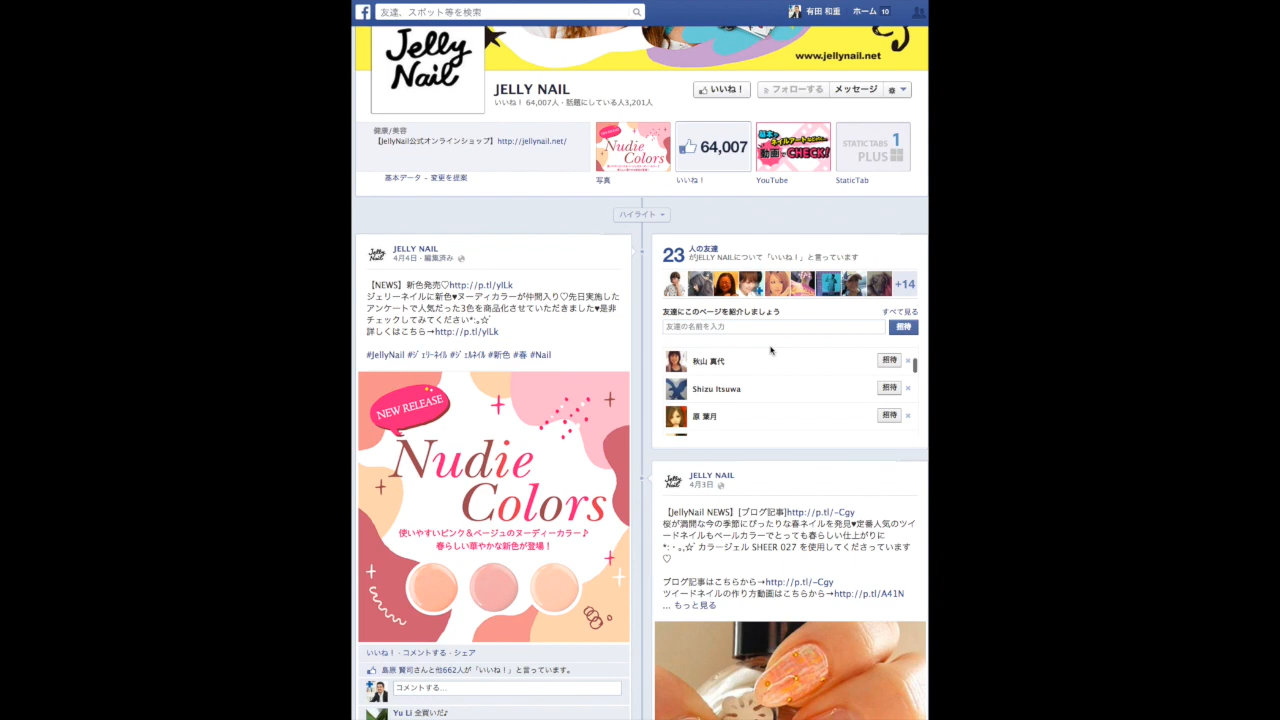 友達、スポット等を検索
有田 和重
ホーム 10
Jelly
Nail
www.jellynail.net
JELLY NAIL
いいね！ 64,007人・話題にしている人3,201人
いいね！
フォローする
メッセージ
健康/美容
【JellyNail公式オンラインショップ】http://jellynail.net/
基本データ – 変更を提案
NEW RELEASE
Nudie
Colors
写真
64,007
いいね！
動画でCHECK!
YouTube
STATIC TABS 1
PLUS
StaticTab
ハイライト
JELLY NAIL
4月4日・編集済み
【NEWS】新色発売♡http://p.tl/ylLk
ジェリーネイルに新色♥ヌーディカラーが仲間入り♡先日実施した
アンケートで人気だった3色を商品化させていただきました♥是非
チェックしてみてください*:｡☆ﾞ
詳しくはこちら→http://p.tl/ylLk
#JellyNail #ｼﾞｪﾘｰﾈｲﾙ #ｼﾞｪﾙﾈｲﾙ #新色 #春 #Nail
NEW RELEASE
Nudie
Colors
使いやすいピンク＆ベージュのヌーディーカラー♪
春らしい華やかな新色が登場！
いいね！・コメントする・シェア
島原 賢司さんと他662人が「いいね！」と言っています。
コメントする...
Yu Li 全買いだ♪
23 人の友達
がJELLY NAILについて「いいね！」と言っています
+14
友達にこのページを紹介しましょう
すべて見る
友達の名前を入力
招待
秋山 真代
招待
Shizu Itsuwa
招待
原 葉月
招待
JELLY NAIL
4月3日
【JellyNail NEWS】[ブログ記事]http://p.tl/-Cgy
桜が満開な今の季節にぴったりな春ネイルを発見♥定番人気のツイ
ードネイルもペールカラーでとっても春らしい仕上がりに
*:・｡,☆ﾞカラージェル SHEER 027 を使用してくださっています
♡
ブログ記事はこちらから→http://p.tl/-Cgy
ツイードネイルの作り方動画はこちらから→http://p.tl/A41N
... もっと見る